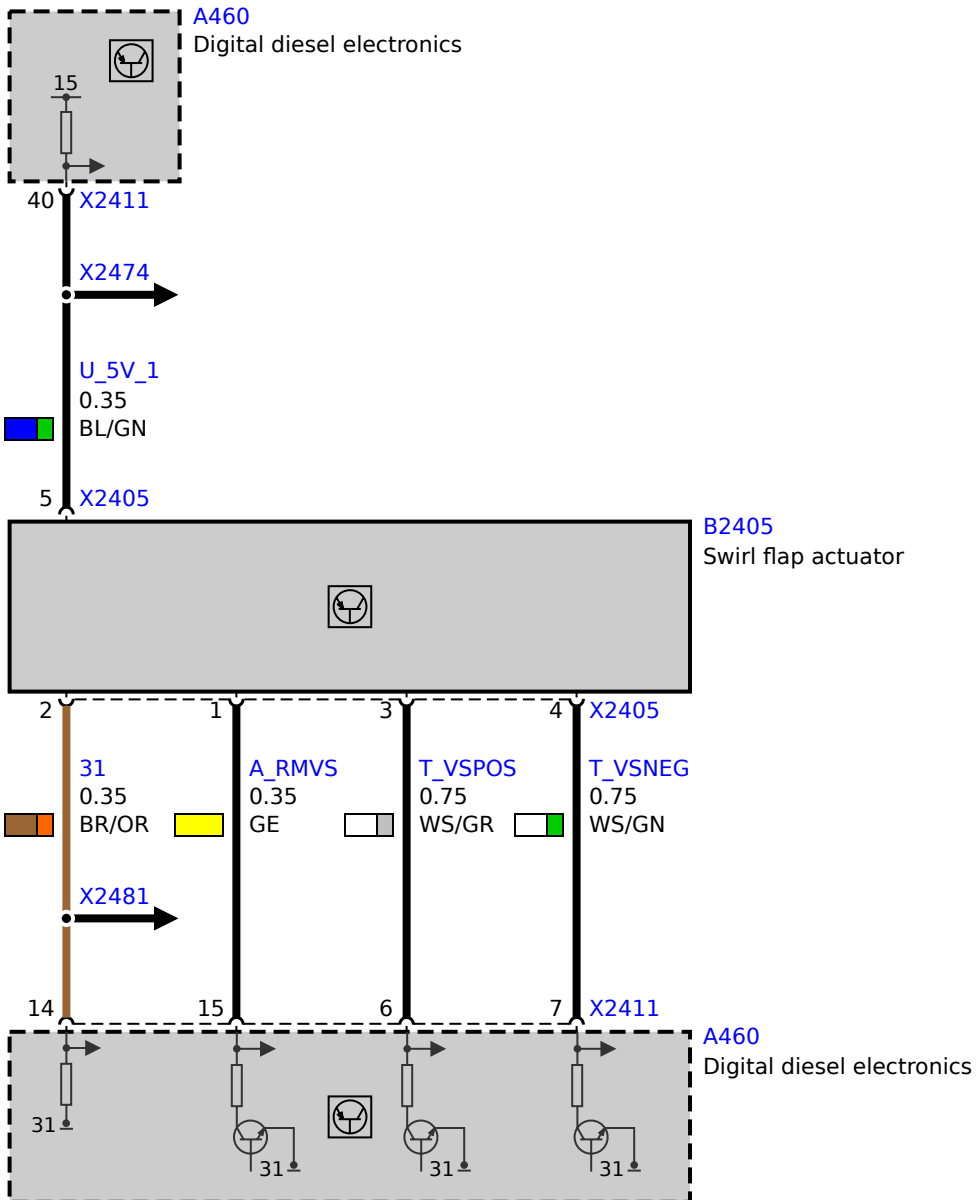 A460
Digital diesel electronics
15
40 X2411
X2474
U_5V_1
0.35
BL/GN
5 X2405
B2405
Swirl flap actuator
2 1 3 4 X2405
31 A_RMVS T_VSPOS T_VSNEG
0.35 0.35 0.75 0.75
BR/OR GE WS/GR WS/GN
X2481
14 15 6 7 X2411
A460
Digital diesel electronics
31
31 31 31